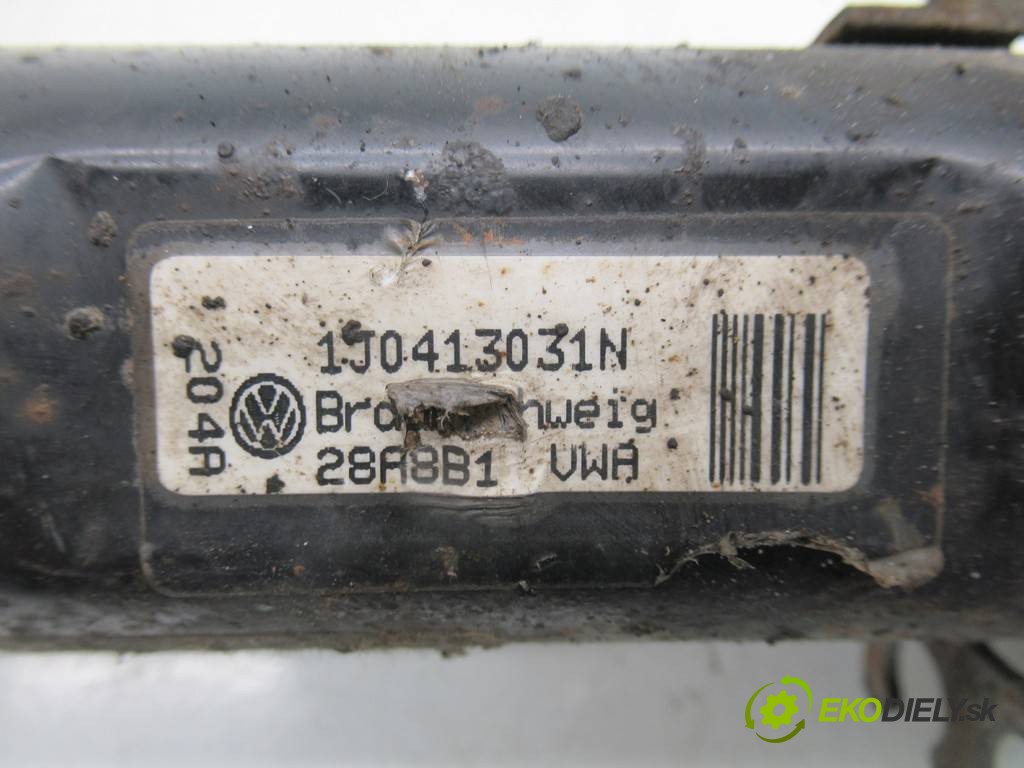 1J0413031N
28A8B1 VWA
204A
EKODIELY.sk